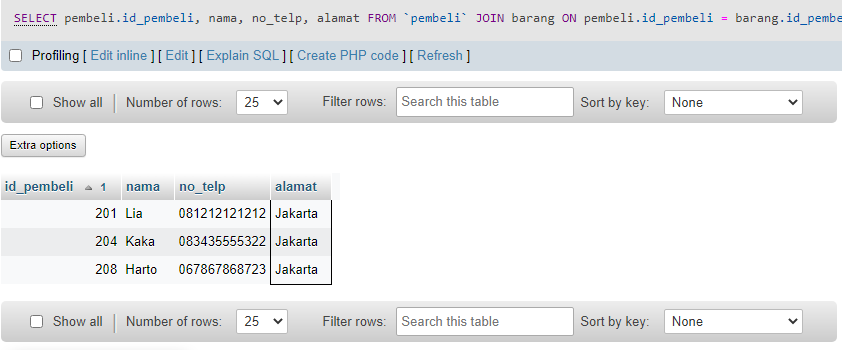 SELECT pembeli.id_pembeli, nama, no_telp, alamat FROM `pembeli` JOIN barang ON pembeli.id_pembeli = barang.id_pembe
Profiling [ Edit inline ] [ Edit ] [ Explain SQL ] [ Create PHP code ] [ Refresh ]
Show all Number of rows: 25 Filter rows: Search this table Sort by key: None
Extra options
id_pembeli 1 nama no_telp alamat
201 Lia 081212121212 Jakarta
204 Kaka 083435555322 Jakarta
208 Harto 067867868723 Jakarta
Show all Number of rows: 25 Filter rows: Search this table Sort by key: None